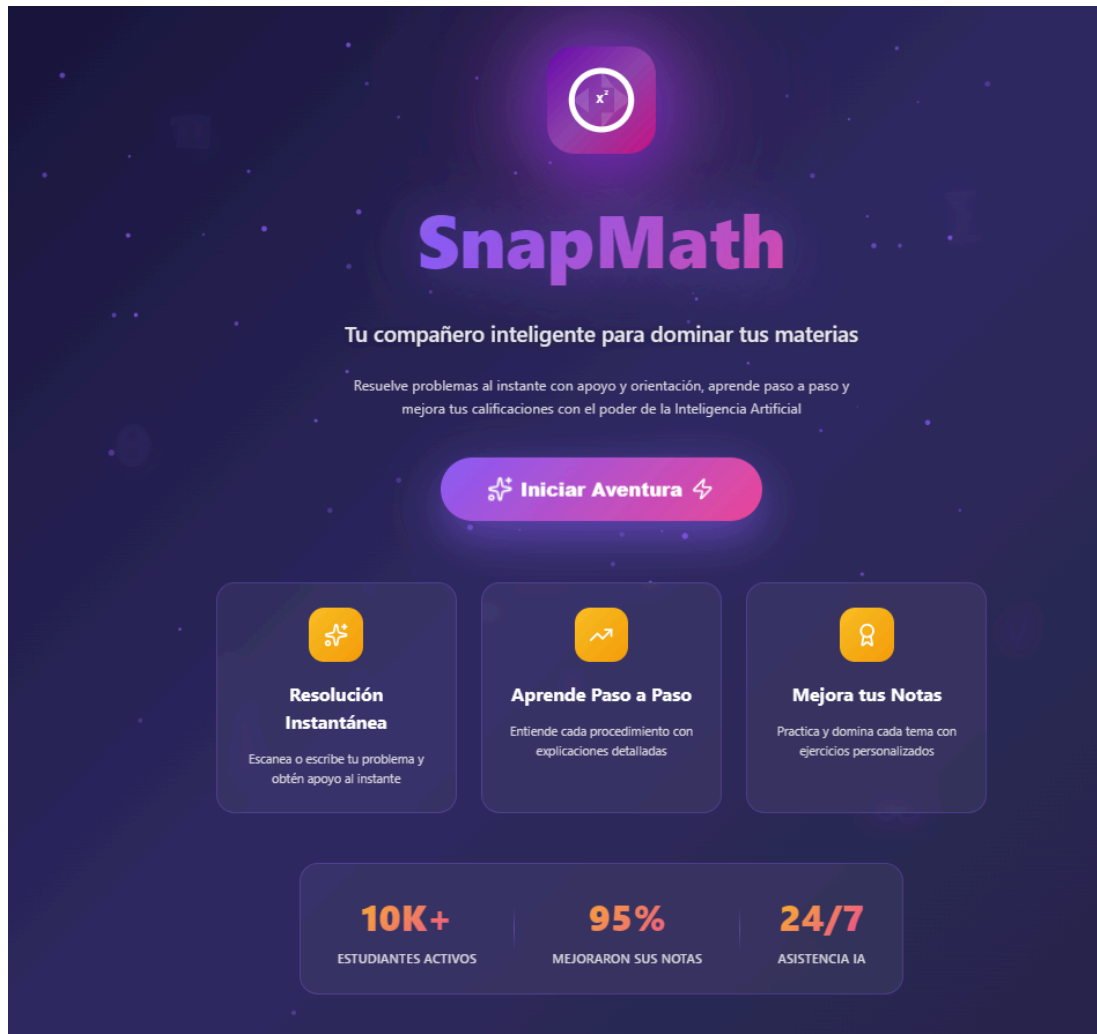 x²
SnapMath
Tu compañero inteligente para dominar tus materias
Resuelve problemas al instante con apoyo y orientación, aprende paso a paso y
mejora tus calificaciones con el poder de la Inteligencia Artificial
Iniciar Aventura
Resolución
Instantánea
Escanea o escribe tu problema y
obtén apoyo al instante
Aprende Paso a Paso
Entiende cada procedimiento con
explicaciones detalladas
Mejora tus Notas
Practica y domina cada tema con
ejercicios personalizados
10K+
ESTUDIANTES ACTIVOS
95%
MEJORARON SUS NOTAS
24/7
ASISTENCIA IA